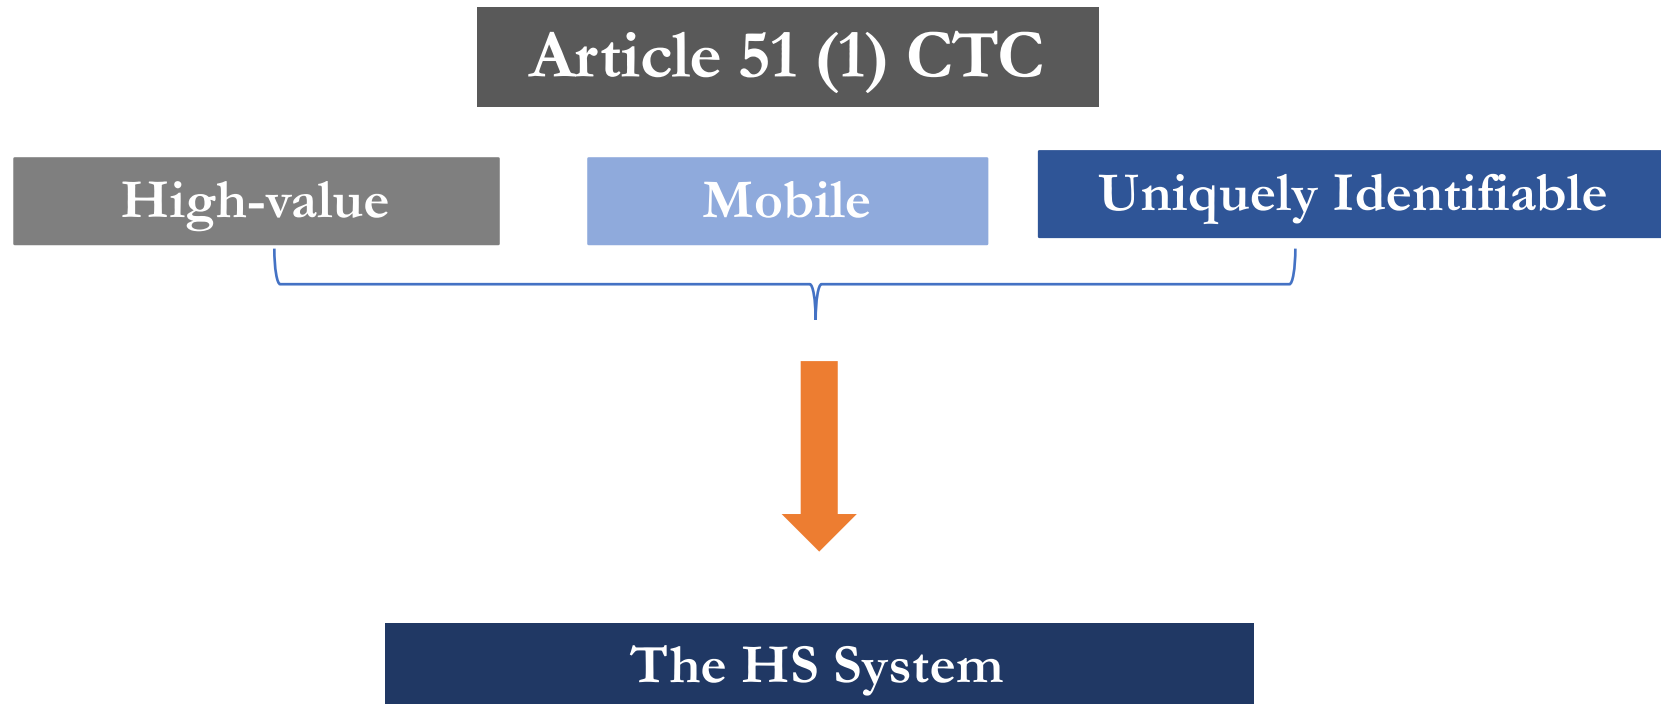 Article 51 (1) CTC
High-value
Mobile
Uniquely Identifiable
The HS System